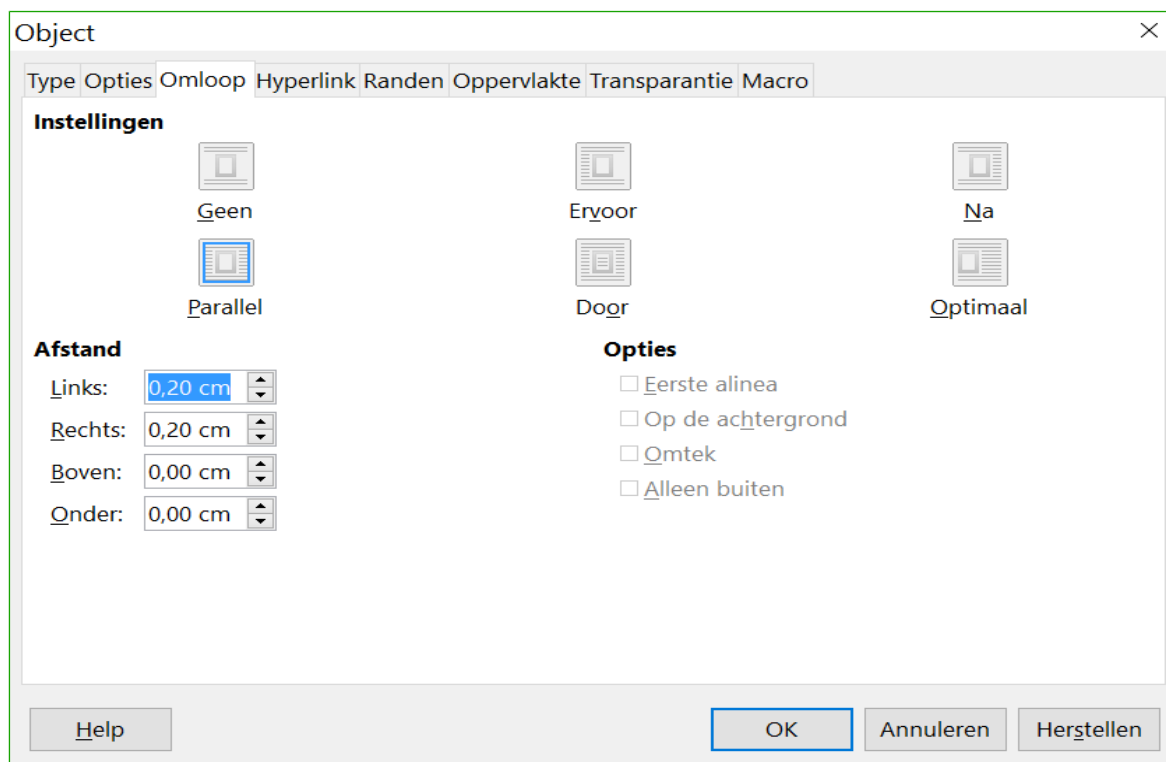 Object
Type Opties Omloop Hyperlink Randen Oppervlakte Transparantie Macro
Instellingen
Geen Ervoor Na
Parallel Door Optimaal
Afstand Opties
Links: 0,20 cm Eerste alinea
Rechts: 0,20 cm Op de achtergrond
Boven: 0,00 cm Omtek
Onder: 0,00 cm Alleen buiten
Help OK Annuleren Herstellen